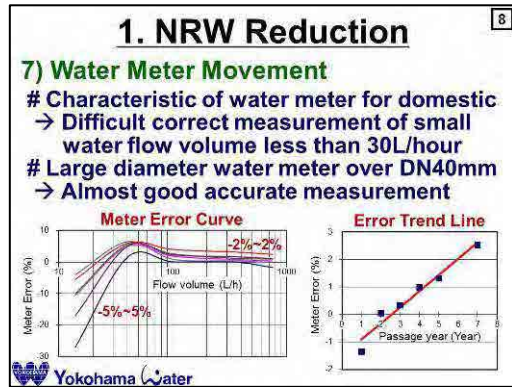 8
1. NRW Reduction
7) Water Meter Movement
# Characteristic of water meter for domestic
→ Difficult correct measurement of small
water flow volume less than 30L/hour
# Large diameter water meter over DN40mm
→ Almost good accurate measurement
Meter Error Curve
-2%~2%
-5%~5%
Meter Error (%)
10
0
-10
-20
-30
10
100
1000
Flow volume (L/h)
Error Trend Line
Meter Error (%)
3
2
1
0
-1
-2
0 1 2 3 4 5 6 7 8
Passage year (Year)
Yokohama Water